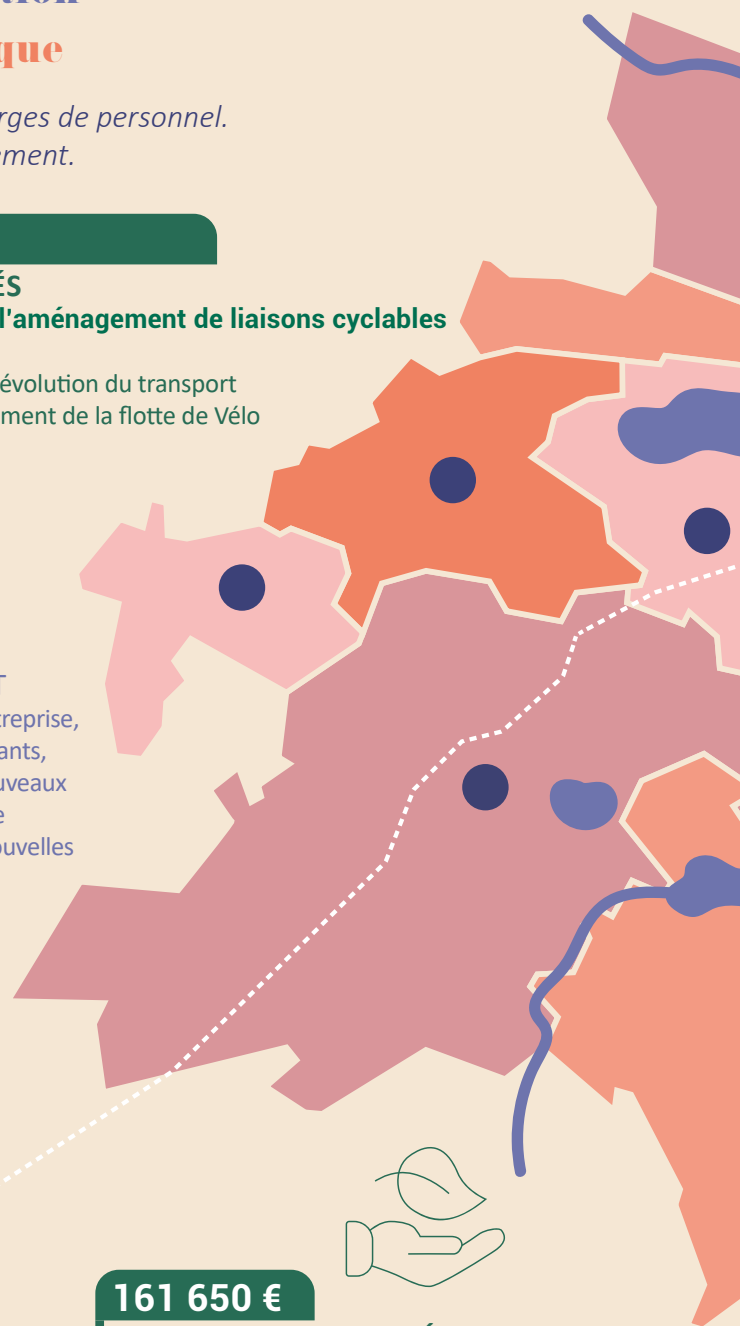 que
rges de personnel.
ement.
ÉS
l'aménagement de liaisons cyclables
évolution du transport
ment de la flotte de Vélo
T
treprise,
ants,
uveaux
e
ouvelles
161 650 €